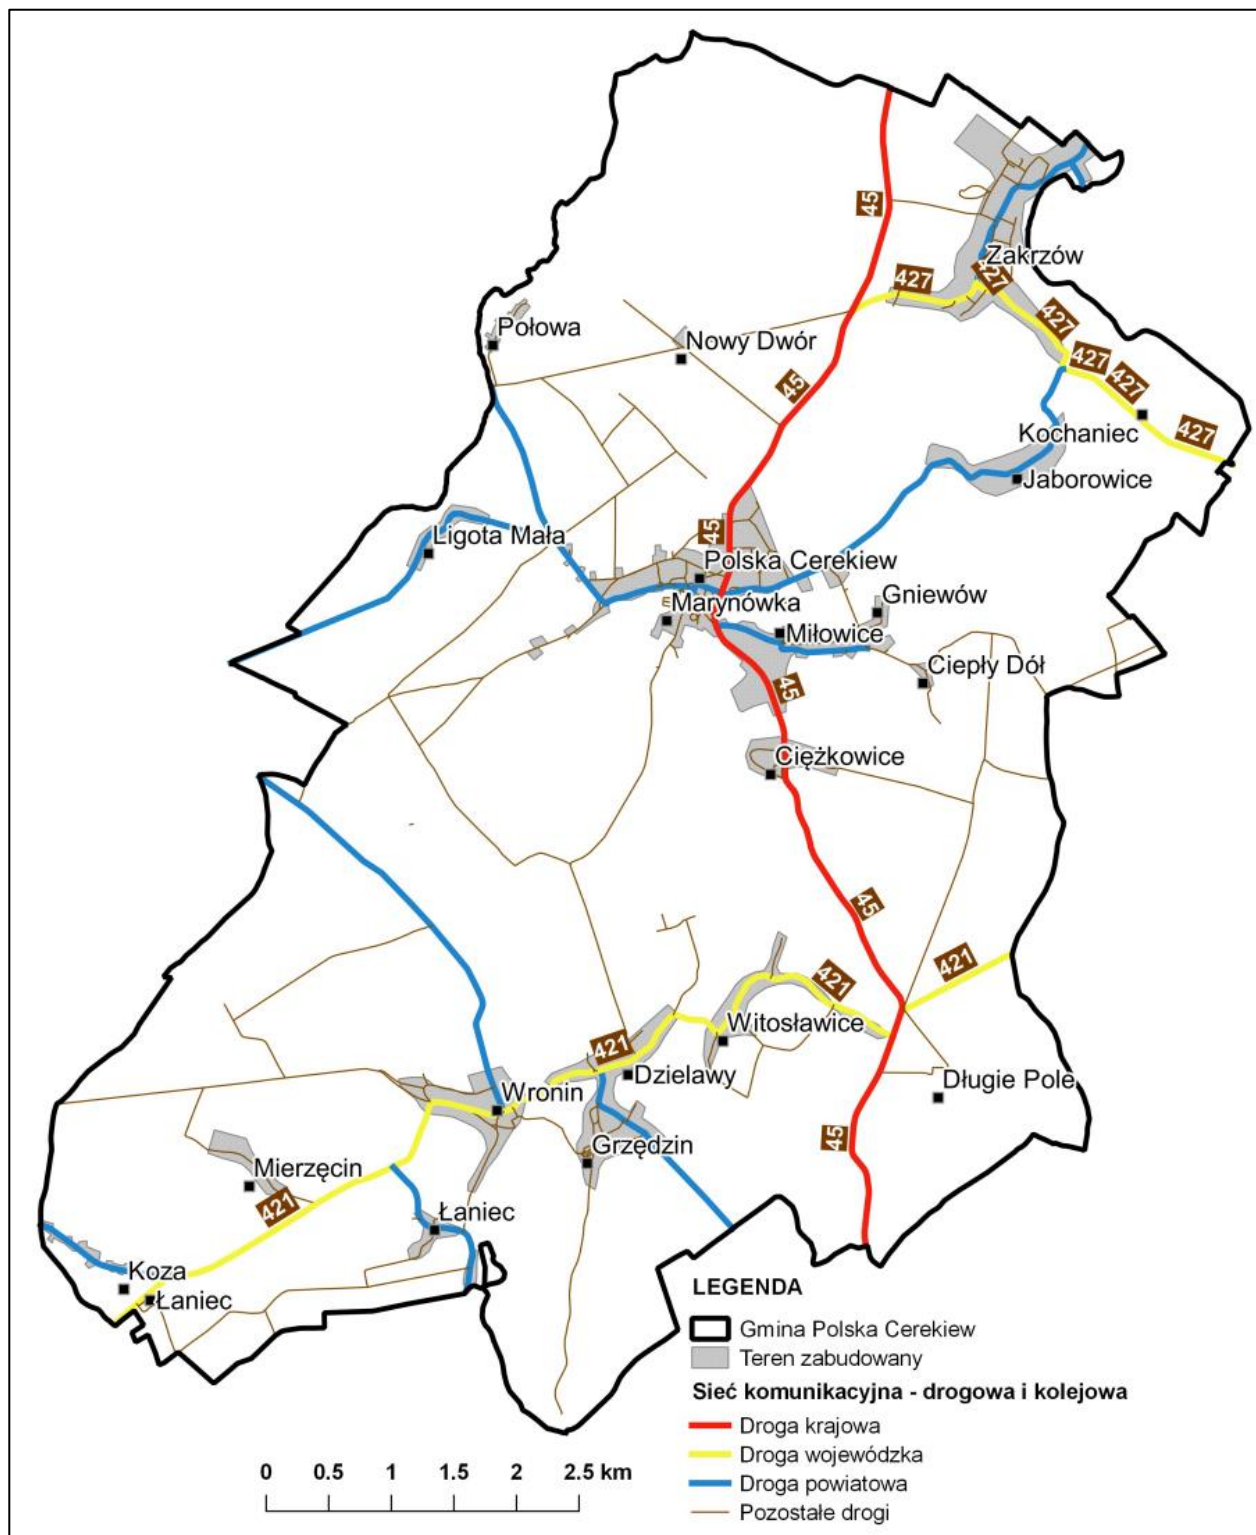 45
Zakrzów
427
427
427
Połowa
Nowy Dwór
427
427
45
427
Kochaniec
Jaborowice
45
Ligota Mała
Polska Cerekiew
Marynówka
Gniewów
Miłowice
Ciepły Dół
45
Ciężkowice
45
421
421
Witosławice
421
Dzielawy
Długie Pole
Wronin
45
Grzędzin
Mierzęcin
421
Łaniec
Koza
Łaniec
LEGENDA
Gmina Polska Cerekiew
Teren zabudowany
Sieć komunikacyjna - drogowa i kolejowa
Droga krajowa
Droga wojewódzka
Droga powiatowa
Pozostałe drogi
0 0.5 1 1.5 2 2.5 km